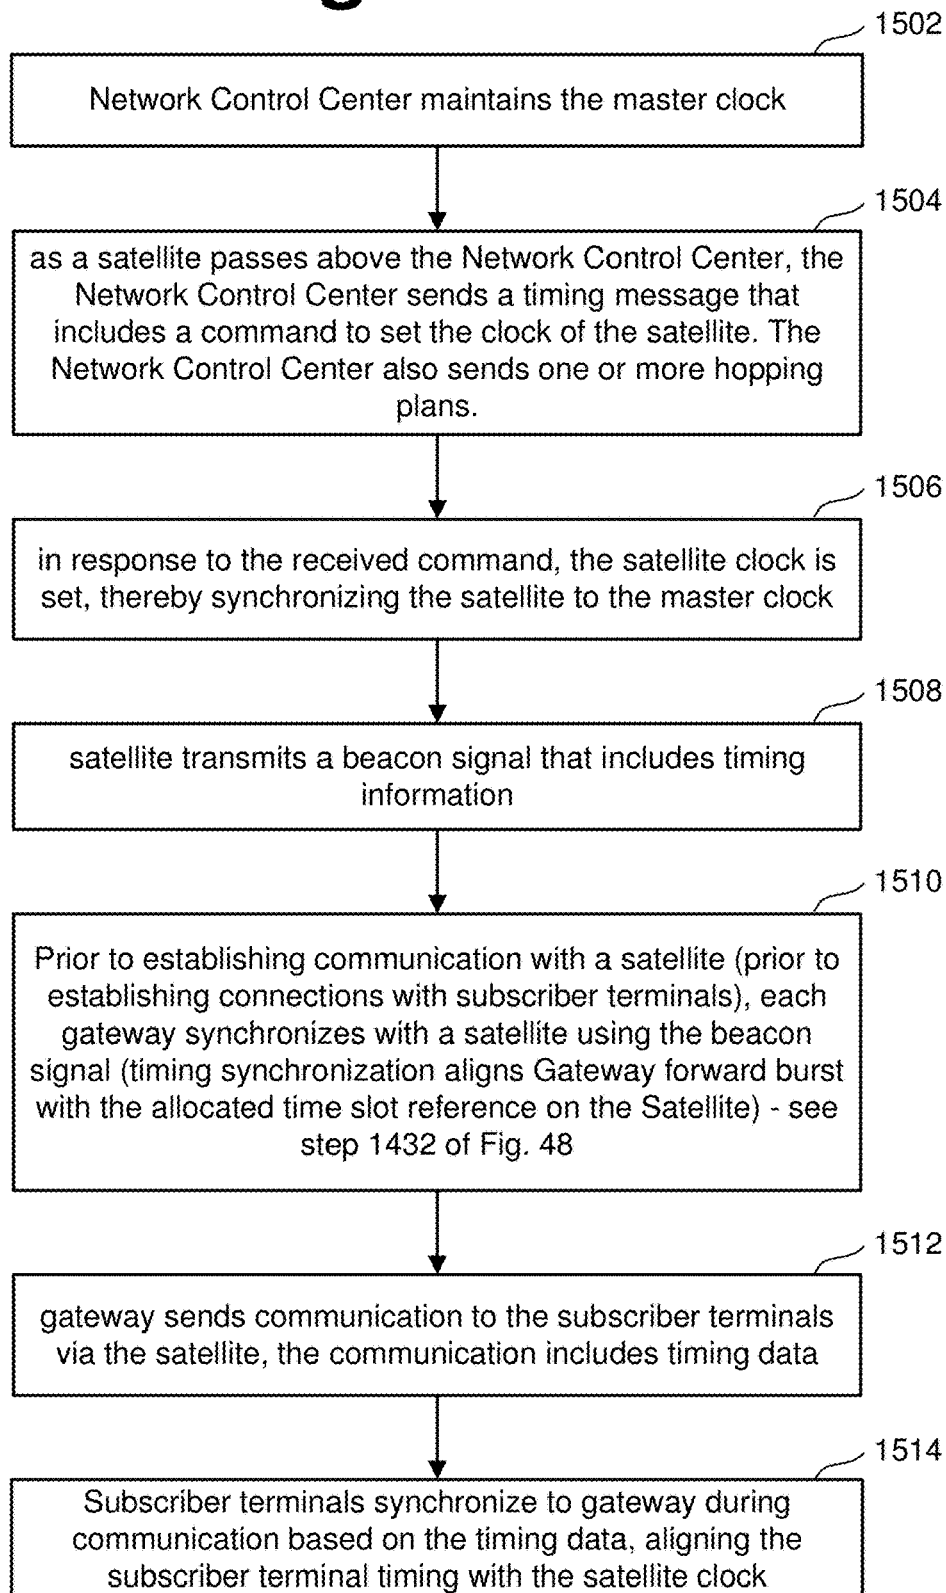 1502
Network Control Center maintains the master clock
1504
as a satellite passes above the Network Control Center, the
Network Control Center sends a timing message that
includes a command to set the clock of the satellite. The
Network Control Center also sends one or more hopping
plans.
1506
in response to the received command, the satellite clock is
set, thereby synchronizing the satellite to the master clock
1508
satellite transmits a beacon signal that includes timing
information
1510
Prior to establishing communication with a satellite (prior to
establishing connections with subscriber terminals), each
gateway synchronizes with a satellite using the beacon
signal (timing synchronization aligns Gateway forward burst
with the allocated time slot reference on the Satellite) - see
step 1432 of Fig. 48
1512
gateway sends communication to the subscriber terminals
via the satellite, the communication includes timing data
1514
Subscriber terminals synchronize to gateway during
communication based on the timing data, aligning the
subscriber terminal timing with the satellite clock